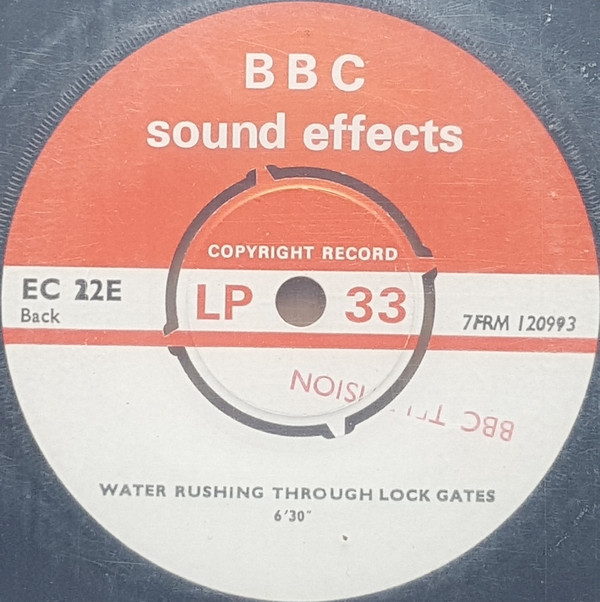 BBC
sound effects
COPYRIGHT RECORD
EC 22E
LP 33
Back
7FRM 120993
BBC
WATER RUSHING THROUGH LOCK GATES
6'30"